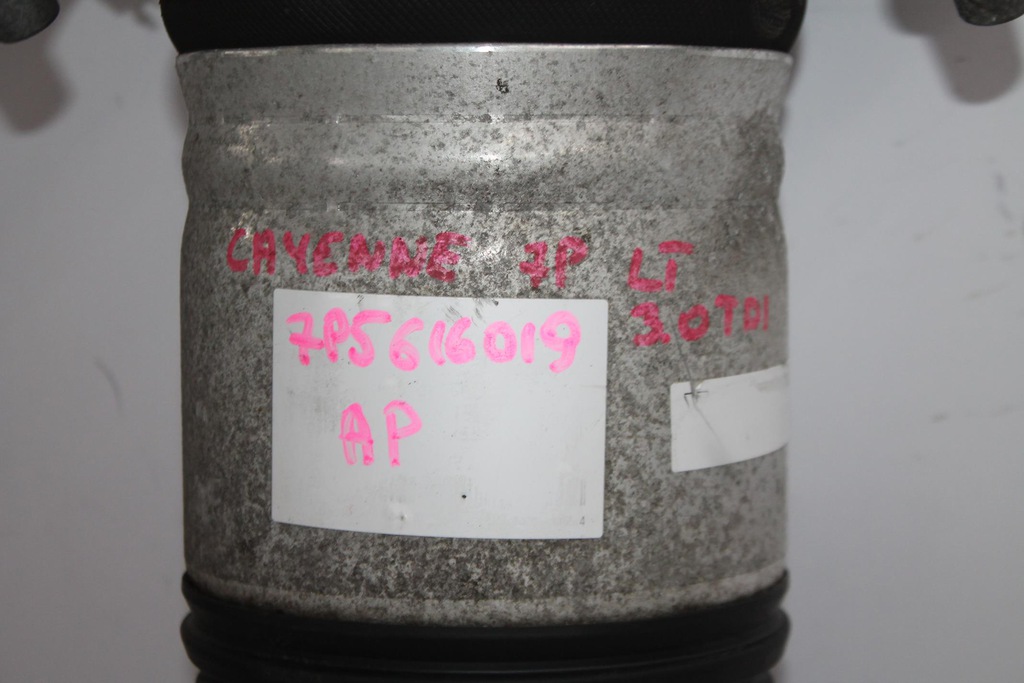 CAYENNE 7P LT
3.0TDI
7P5616019
AP